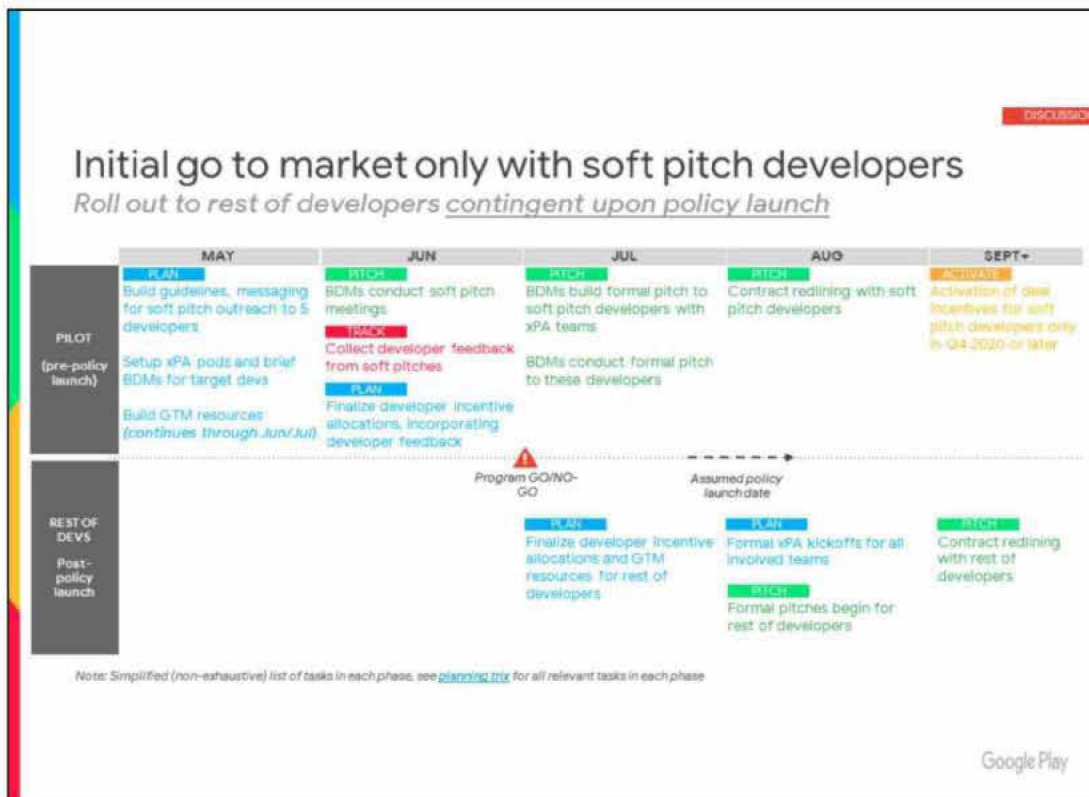 DISCUSSION
Initial go to market only with soft pitch developers
Roll out to rest of developers contingent upon policy launch
MAY
JUN
JUL
AUG
SEPT+
PILOT
(pre-policy
launch)
PLAN
Build guidelines, messaging
for soft pitch outreach to 5
developers
Setup xPA pods and brief
BDMs for target devs
Build GTM resources
(continues through Jun/Jul)
PITCH
BDMs conduct soft pitch
meetings
TRACK
Collect developer feedback
from soft pitches
PLAN
Finalize developer incentive
allocations, incorporating
developer feedback
PITCH
BDMs build formal pitch to
soft pitch developers with
xPA teams
BDMs conduct formal pitch
to these developers
PITCH
Contract redlining with soft
pitch developers
ACTIVATE
Activation of deal
incentives for soft
pitch developers only
in Q4 2020 or later
Program GO/NO-
GO
Assumed policy
launch date
REST OF
DEVS
Post-
policy
launch
PLAN
Finalize developer incentive
allocations and GTM
resources for rest of
developers
PLAN
Formal xPA kickoffs for all
involved teams
PITCH
Formal pitches begin for
rest of developers
PITCH
Contract redlining
with rest of
developers
Note: Simplified (non-exhaustive) list of tasks in each phase, see planning trix for all relevant tasks in each phase
Google Play